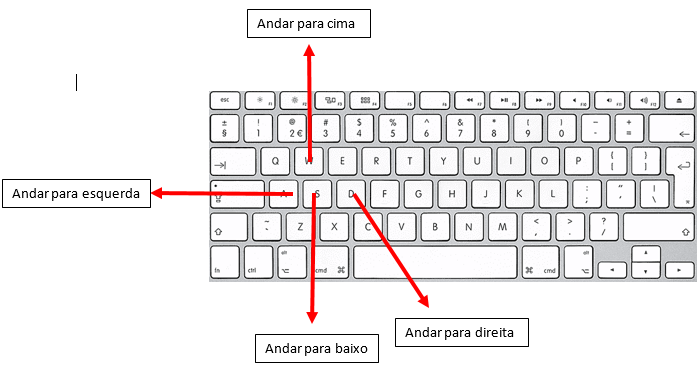 Andar para cima
esc F1 F2 F3 F4 F5 F6 F7 F8 F9 F10 F11 F12
± § ! 1 @ 2 € # 3 $ 4 % 5 ^ 6 & 7 * 8 ( 9 ) 0 – - + =
Q W E R T Y U I O P { [ } ]
Andar para esquerda
A S D F G H J K L : ; " ' | \
~ ` Z X C V B N M < , > . ? /
fn ctrl alt cmd cmd alt
Andar para direita
Andar para baixo